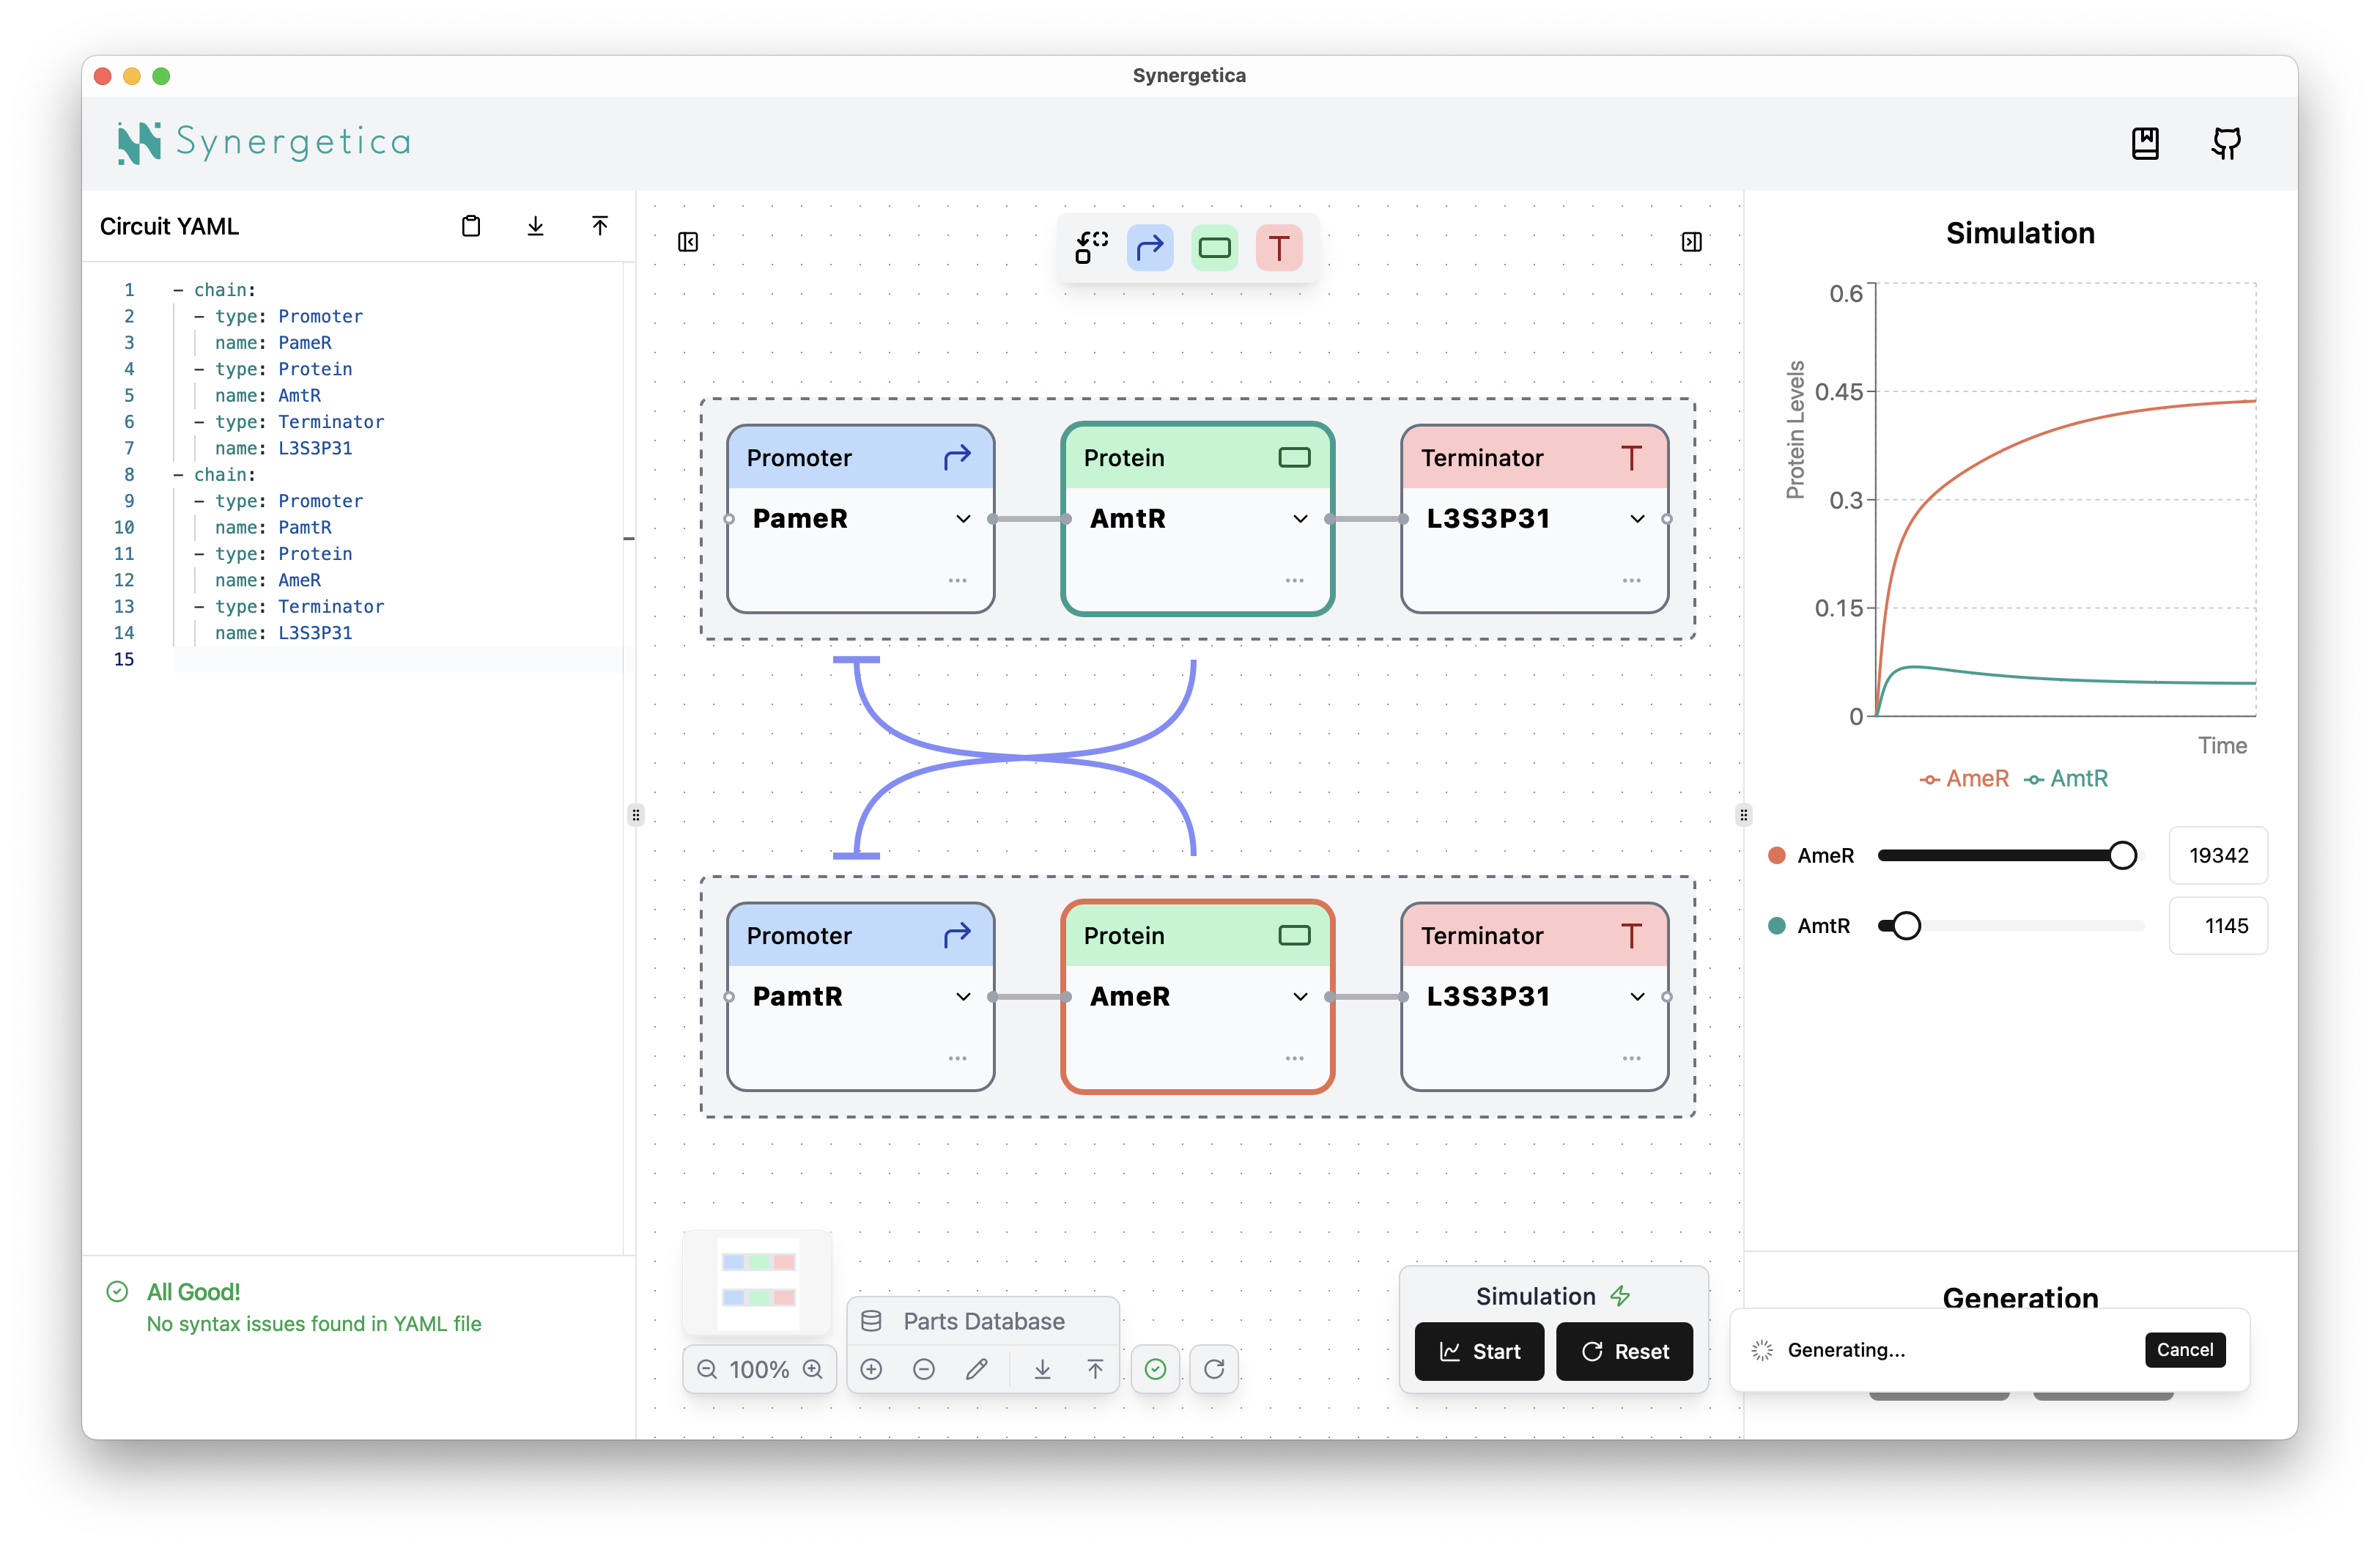 Synergetica
Synergetica
Circuit YAML
1 - chain:
2 - type: Promoter
3 name: PameR
4 - type: Protein
5 name: AmtR
6 - type: Terminator
7 name: L3S3P31
8 - chain:
9 - type: Promoter
10 name: PamtR
11 - type: Protein
12 name: AmeR
13 - type: Terminator
14 name: L3S3P31
15
All Good!
No syntax issues found in YAML file
Promoter
PameR
...
Protein
AmtR
...
Terminator
L3S3P31
...
Promoter
PamtR
...
Protein
AmeR
...
Terminator
L3S3P31
...
100%
Parts Database
Simulation
Start
Reset
Simulation
Protein Levels
0.6
0.45
0.3
0.15
0
Time
AmeR
AmtR
AmeR
19342
AmtR
1145
Generation
Generating...
Cancel